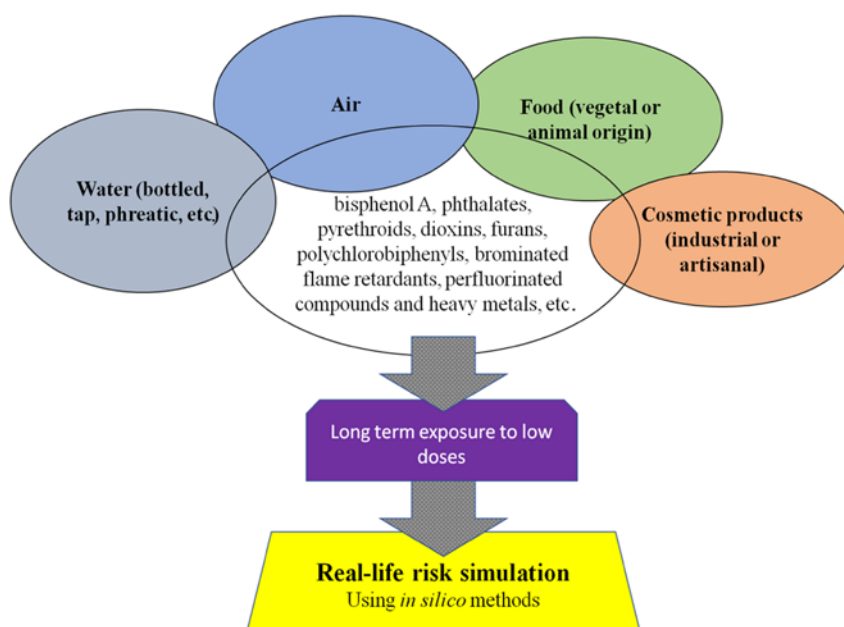 Air
Food (vegetal or
animal origin)
Water (bottled,
tap, phreatic, etc)
Cosmetic products
(industrial or
artisanal)
bisphenol A, phthalates,
pyrethroids, dioxins, furans,
polychlorobiphenyls, brominated
flame retardants, perfluorinated
compounds and heavy metals, etc.
Long term exposure to low
doses
Real-life risk simulation
Using in silico methods